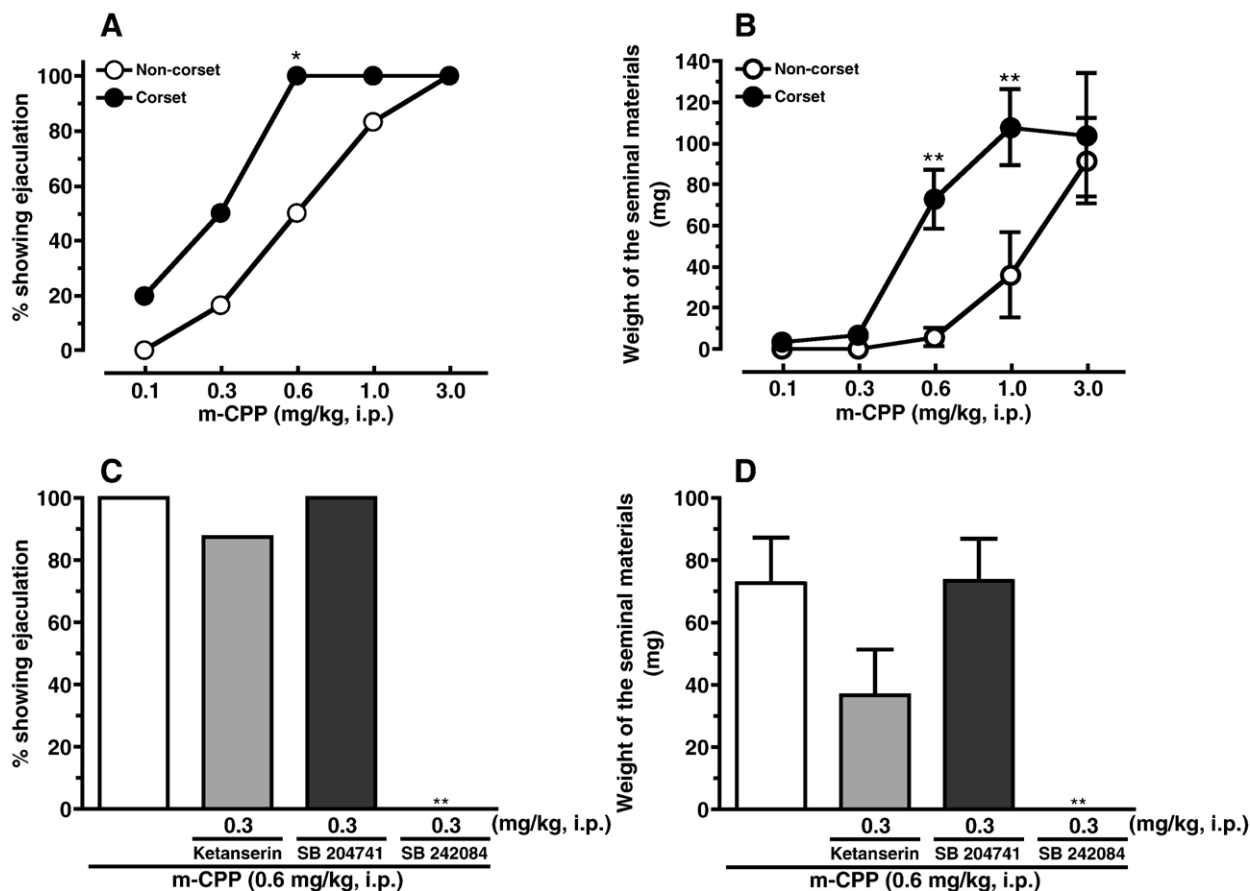 A
*
Non-corset
Corset
100
80
60
40
20
0
% showing ejaculation
0.1 0.3 0.6 1.0 3.0
m-CPP (mg/kg, i.p.)
B
Non-corset
Corset
**
**
140
120
100
80
60
40
20
0
Weight of the seminal materials
(mg)
0.1 0.3 0.6 1.0 3.0
m-CPP (mg/kg, i.p.)
C
100
80
60
40
20
0
% showing ejaculation
**
0.3 0.3 0.3 (mg/kg, i.p.)
Ketanserin SB 204741 SB 242084
m-CPP (0.6 mg/kg, i.p.)
D
100
80
60
40
20
0
Weight of the seminal materials
(mg)
**
0.3 0.3 0.3 (mg/kg, i.p.)
Ketanserin SB 204741 SB 242084
m-CPP (0.6 mg/kg, i.p.)